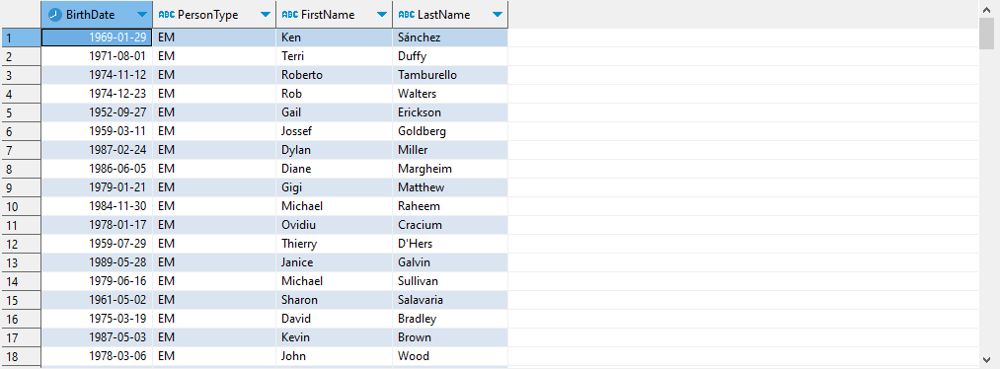 BirthDate ABC PersonType ABC FirstName ABC LastName
1 1969-01-29 EM Ken Sánchez
2 1971-08-01 EM Terri Duffy
3 1974-11-12 EM Roberto Tamburello
4 1974-12-23 EM Rob Walters
5 1952-09-27 EM Gail Erickson
6 1959-03-11 EM Jossef Goldberg
7 1987-02-24 EM Dylan Miller
8 1986-06-05 EM Diane Margheim
9 1979-01-21 EM Gigi Matthew
10 1984-11-30 EM Michael Raheem
11 1978-01-17 EM Ovidiu Cracium
12 1959-07-29 EM Thierry D'Hers
13 1989-05-28 EM Janice Galvin
14 1979-06-16 EM Michael Sullivan
15 1961-05-02 EM Sharon Salavaria
16 1975-03-19 EM David Bradley
17 1987-05-03 EM Kevin Brown
18 1978-03-06 EM John Wood